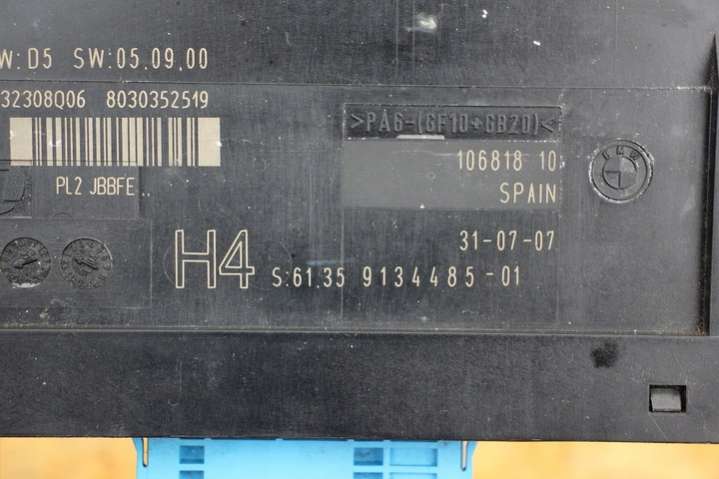 W:D5 SW:05.09.00
32308Q06 8030352519
>PA6-(GF10+GB20)<
106818 10
PL2 JBBFE
SPAIN
31-07-07
H4 S:61.35 9134485-01